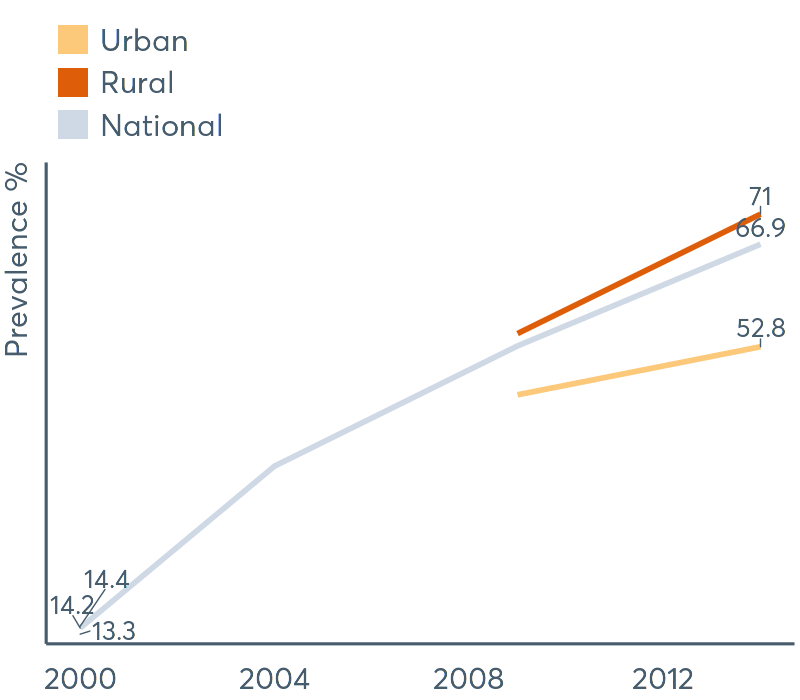 Urban
Rural
National
Prevalence %
71
66.9
52.8
14.4
14.2
13.3
2000 2004 2008 2012